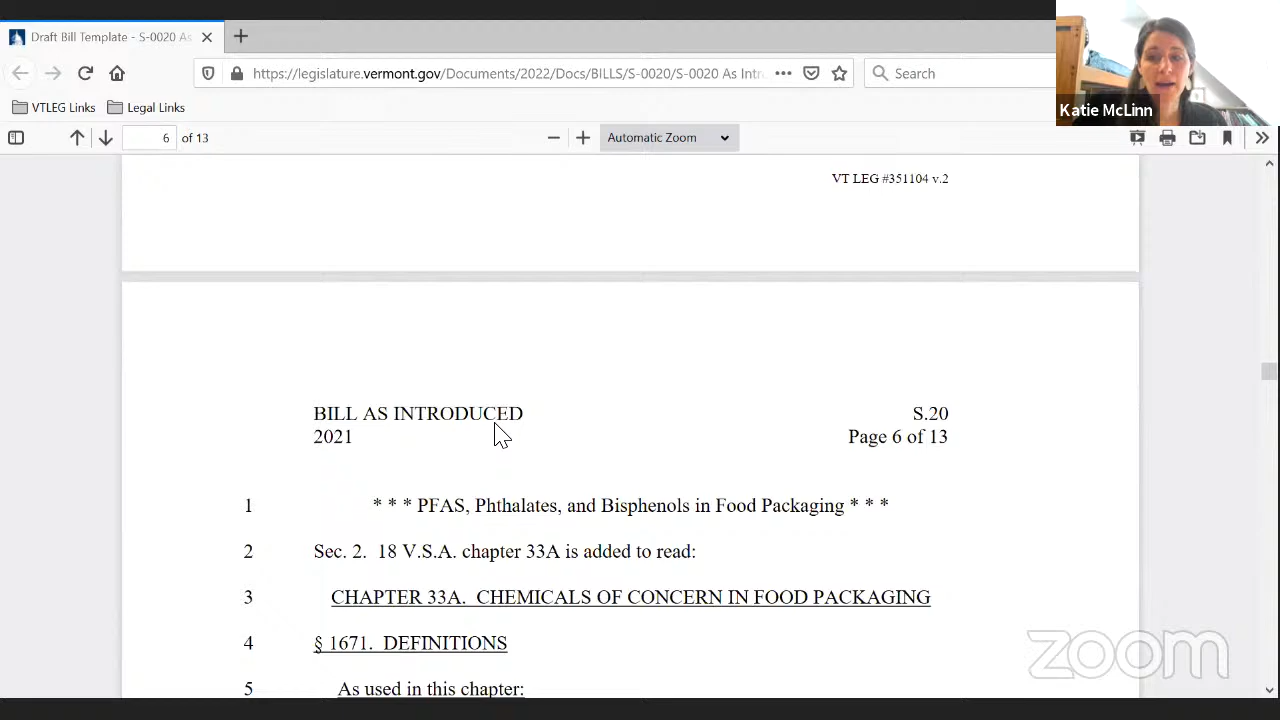 Draft Bill Template - S-0020 As
https://legislature.vermont.gov/Documents/2022/Docs/BILLS/S-0020/S-0020 As Intr
Search
VTLEG Links
Legal Links
Katie McLinn
6 of 13
Automatic Zoom
VT LEG #351104 v.2
BILL AS INTRODUCED S.20
2021 Page 6 of 13
1 * * * PFAS, Phthalates, and Bisphenols in Food Packaging * * *
2 Sec. 2. 18 V.S.A. chapter 33A is added to read:
3 CHAPTER 33A. CHEMICALS OF CONCERN IN FOOD PACKAGING
4 § 1671. DEFINITIONS
5 As used in this chapter:
zoom